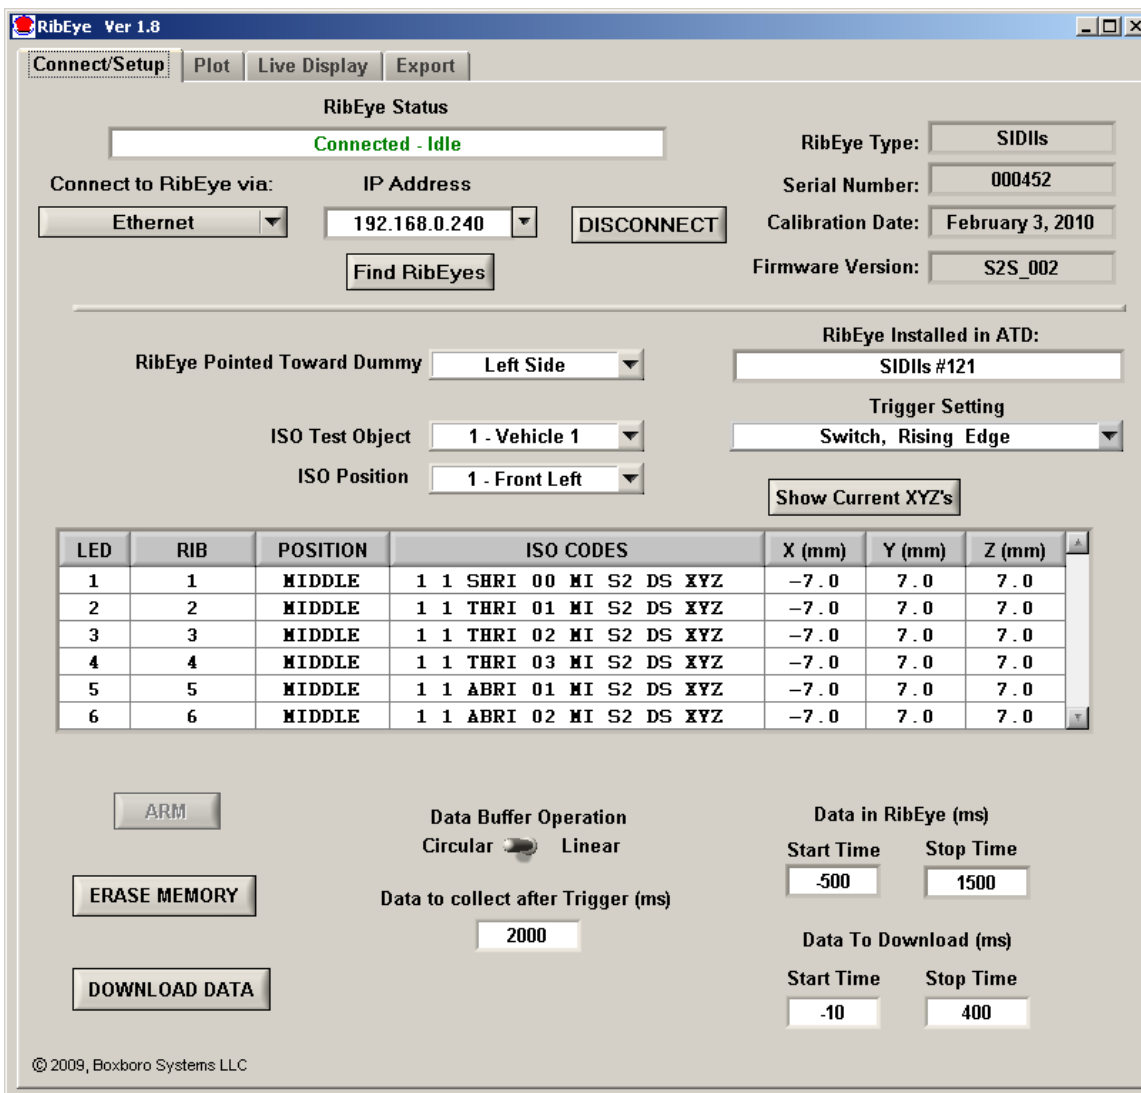 RibEye Ver 1.8
Connect/Setup Plot Live Display Export
RibEye Status
Connected - Idle
Connect to RibEye via: IP Address
Ethernet 192.168.0.240 DISCONNECT
Find RibEyes
RibEye Type: SIDIIs
Serial Number: 000452
Calibration Date: February 3, 2010
Firmware Version: S2S_002
RibEye Pointed Toward Dummy Left Side
RibEye Installed in ATD:
SIDIIs #121
Trigger Setting
Switch, Rising Edge
ISO Test Object 1 - Vehicle 1
ISO Position 1 - Front Left
Show Current XYZ's
LED RIB POSITION ISO CODES X (mm) Y (mm) Z (mm)
1 1 MIDDLE 1 1 SHRI 00 MI S2 DS XYZ -7.0 7.0 7.0
2 2 MIDDLE 1 1 THRI 01 MI S2 DS XYZ -7.0 7.0 7.0
3 3 MIDDLE 1 1 THRI 02 MI S2 DS XYZ -7.0 7.0 7.0
4 4 MIDDLE 1 1 THRI 03 MI S2 DS XYZ -7.0 7.0 7.0
5 5 MIDDLE 1 1 ABRI 01 MI S2 DS XYZ -7.0 7.0 7.0
6 6 MIDDLE 1 1 ABRI 02 MI S2 DS XYZ -7.0 7.0 7.0
ARM
ERASE MEMORY
DOWNLOAD DATA
Data Buffer Operation
Circular Linear
Data to collect after Trigger (ms)
2000
Data in RibEye (ms)
Start Time Stop Time
-500 1500
Data To Download (ms)
Start Time Stop Time
-10 400
© 2009, Boxboro Systems LLC